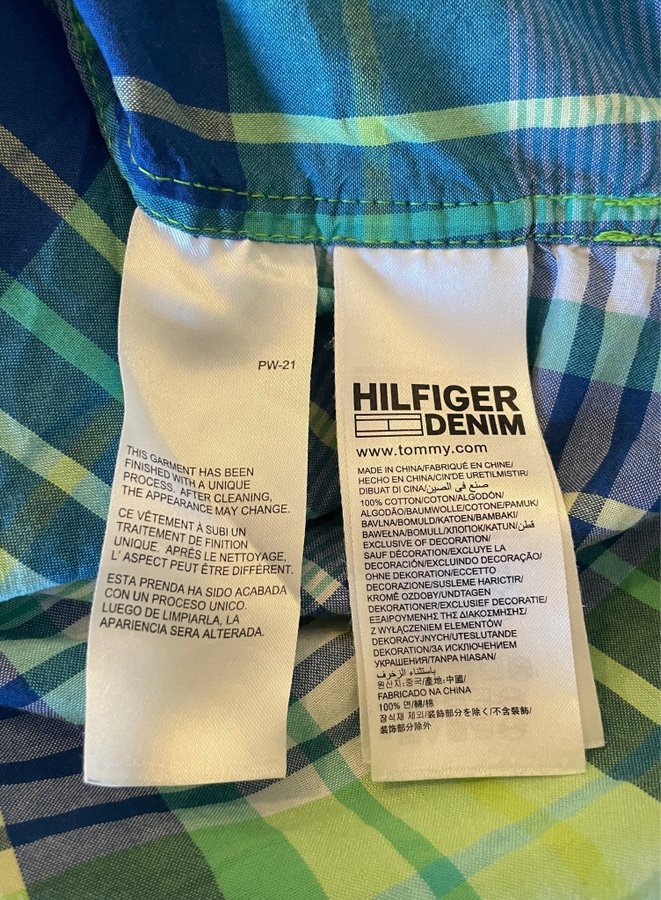 PW-21
THIS GARMENT HAS BEEN
FINISHED WITH A UNIQUE
PROCESS. AFTER CLEANING,
THE APPEARANCE MAY CHANGE.
CE VÊTEMENT À SUBI UN
TRAITEMENT DE FINITION
UNIQUE. APRÈS LE NETTOYAGE,
L' ASPECT PEUT ÊTRE DIFFÉRENT.
ESTA PRENDA HA SIDO ACABADA
CON UN PROCESO UNICO.
LUEGO DE LIMPIARLA, LA
APARIENCIA SERA ALTERADA.
HILFIGER
DENIM
www.tommy.com
MADE IN CHINA/FABRIQUÉ EN CHINE/
HECHO EN CHINA/CIN'DE URETILMISTIR/
DIBUAT DI CINA/صنع في الصين
100% COTTON/COTON/ALGODÓN/
ALGODÃO/BAUMWOLLE/COTONE/PAMUK/
BAVLNA/BOMULD/KATOEN/BAMBAKI/
BAWEŁNA/BOMULL/ХЛОПОК/KATUN/قطن/
EXCLUSIVE OF DECORATION/
SAUF DÉCORATION/EXCLUYE LA
DECORACIÓN/EXCLUINDO DECORAÇÃO/
OHNE DEKORATION/ECCETTO
DECORAZIONE/SUSLEME HARICTIR/
KROMĚ OZDOBY/UNDTAGEN
DEKORATIONER/EXCLUSIEF DECORATIE/
ΕΞΑΙΡΟΥΜΕΝΗΣ ΤΗΣ ΔΙΑΚΟΣΜΗΣΗΣ/
Z WYŁĄCZENIEM ELEMENTÓW
DEKORACYJNYCH/UTESLUTANDE
DEKORATION/ЗА ИСКЛЮЧЕНИЕМ
УКРАШЕНИЯ/TANPA HIASAN/
باستثناء الزخرف
원산지:중국/產地:中國/
FABRICADO NA CHINA
100% 면/綿/棉
장식재 제외/装飾部分を除く/不含裝飾/
装饰部分除外